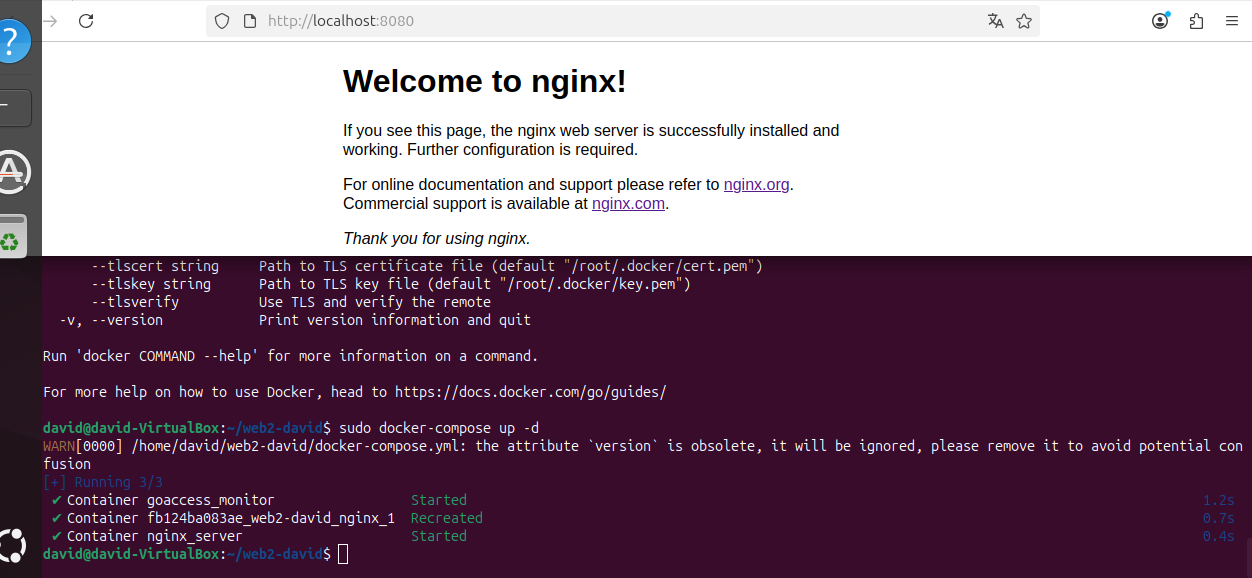 http://localhost:8080
Welcome to nginx!
If you see this page, the nginx web server is successfully installed and
working. Further configuration is required.
For online documentation and support please refer to nginx.org.
Commercial support is available at nginx.com.
Thank you for using nginx.
--tlscert string     Path to TLS certificate file (default "/root/.docker/cert.pem")
--tlskey string      Path to TLS key file (default "/root/.docker/key.pem")
--tlsverify          Use TLS and verify the remote
-v, --version            Print version information and quit
Run 'docker COMMAND --help' for more information on a command.
For more help on how to use Docker, head to https://docs.docker.com/go/guides/
david@david-VirtualBox:~/web2-david$ sudo docker-compose up -d
WARN[0000] /home/david/web2-david/docker-compose.yml: the attribute `version` is obsolete, it will be ignored, please remove it to avoid potential con
fusion
[+] Running 3/3
✔ Container goaccess_monitor                 Started                 1.2s
✔ Container fb124ba083ae_web2-david_nginx_1  Recreated               0.7s
✔ Container nginx_server                     Started                 0.4s
david@david-VirtualBox:~/web2-david$